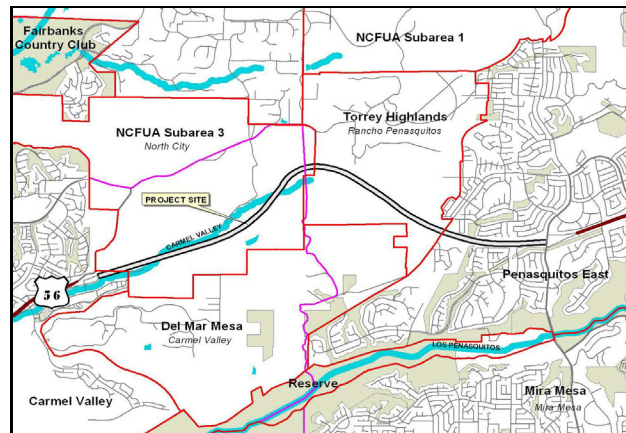 Fairbanks
Country Club
NCFUA Subarea 1
Torrey Highlands
Rancho Penasquitos
NCFUA Subarea 3
North City
PROJECT SITE
CARMEL VALLEY
56
Penasquitos East
Del Mar Mesa
Carmel Valley
LOS PENASQUITOS
Reserve
Carmel Valley
Mira Mesa
Mira Mesa